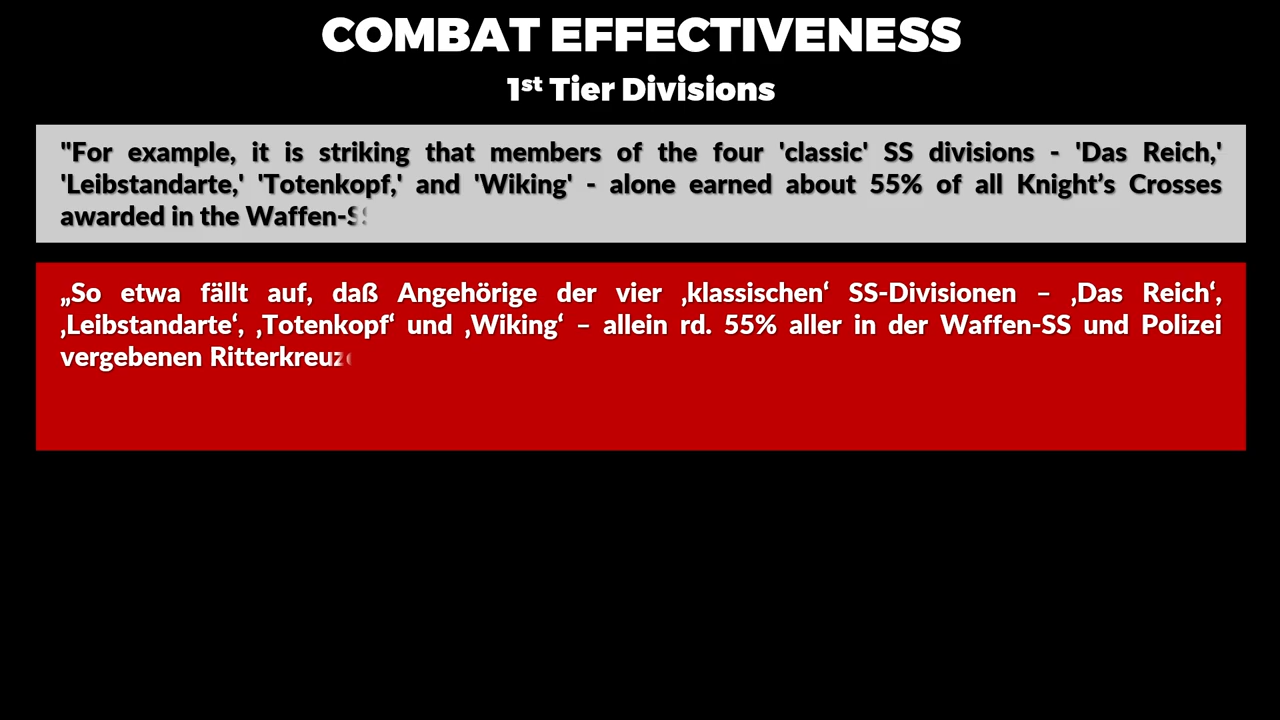 COMBAT EFFECTIVENESS
1st Tier Divisions
"For example, it is striking that members of the four 'classic' SS divisions - 'Das Reich,'
'Leibstandarte,' 'Totenkopf,' and 'Wiking' - alone earned about 55% of all Knight’s Crosses
awarded in the Waffen-SS
„So etwa fällt auf, daß Angehörige der vier ‚klassischen‘ SS-Divisionen – ‚Das Reich‘,
‚Leibstandarte‘, ‚Totenkopf‘ und ‚Wiking‘ – allein rd. 55% aller in der Waffen-SS und Polizei
vergebenen Ritterkreuze